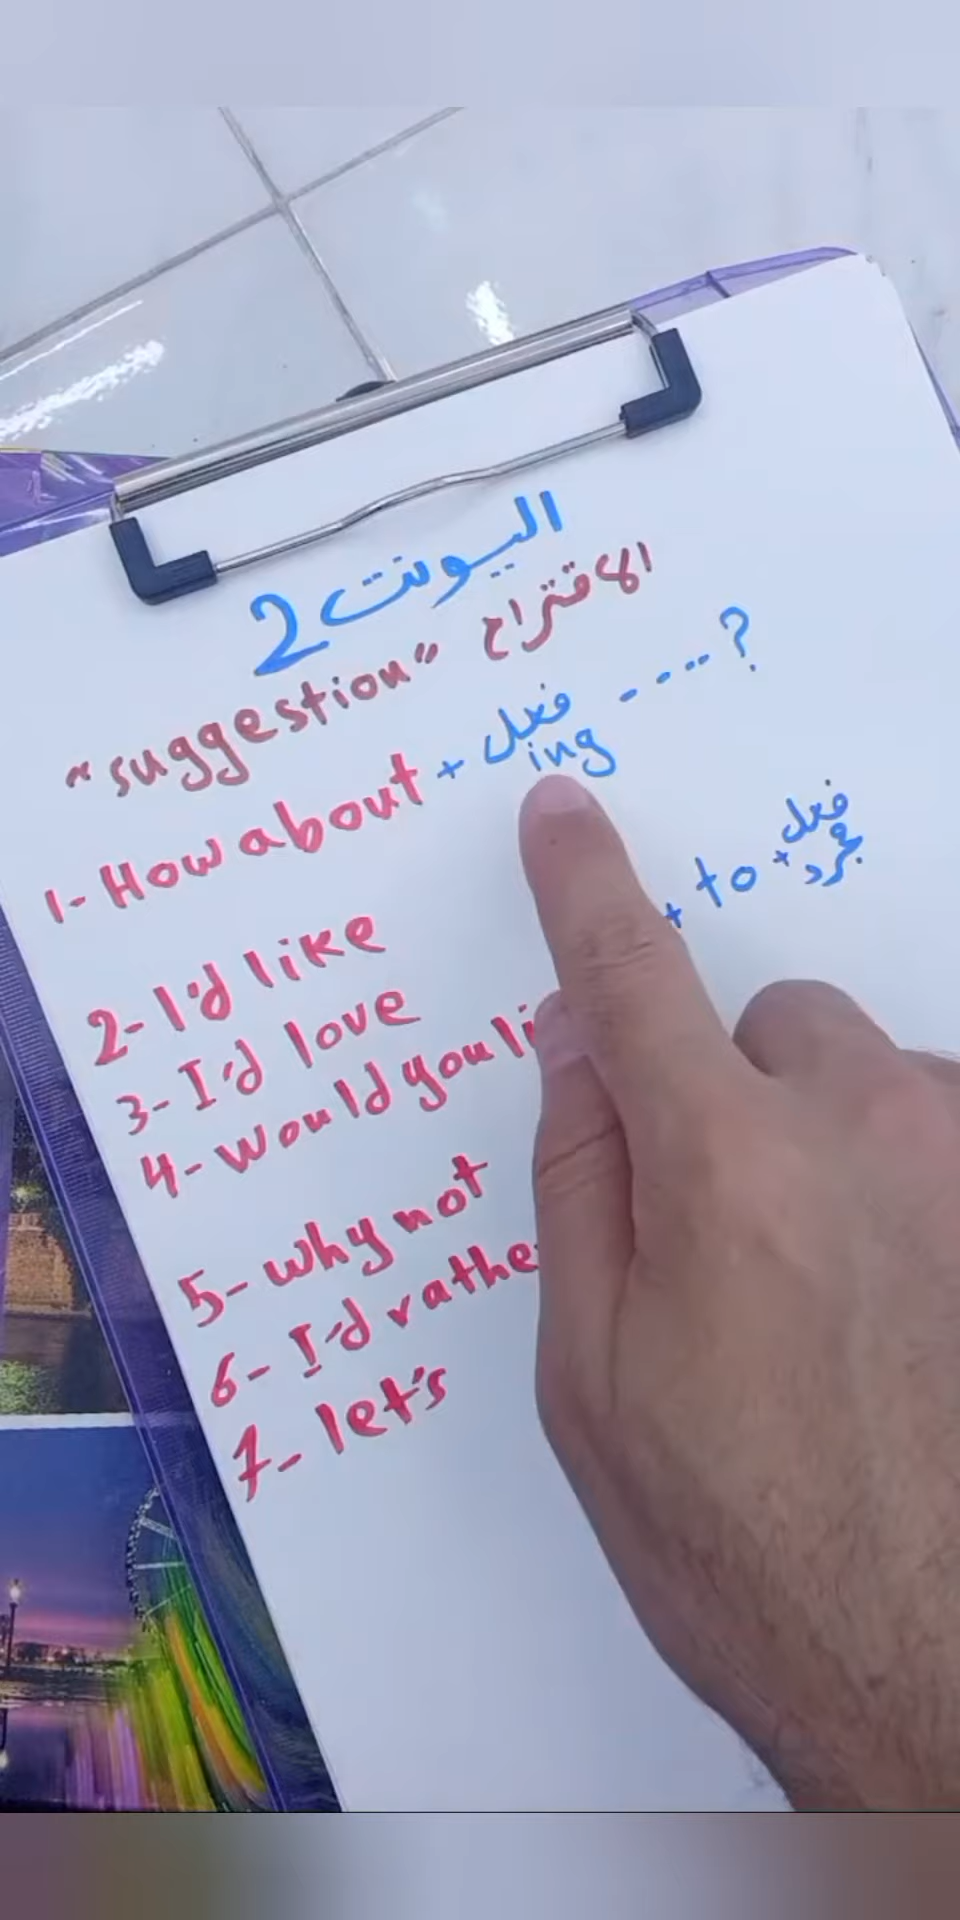 اليونت 2
الاقتراح "suggestion"
1- How about + فعل ing ....?
+ to + فعل مجرد
2- I'd like
3- I'd love
4- Would you li
5- why not
6- I'd rathe
7- let's